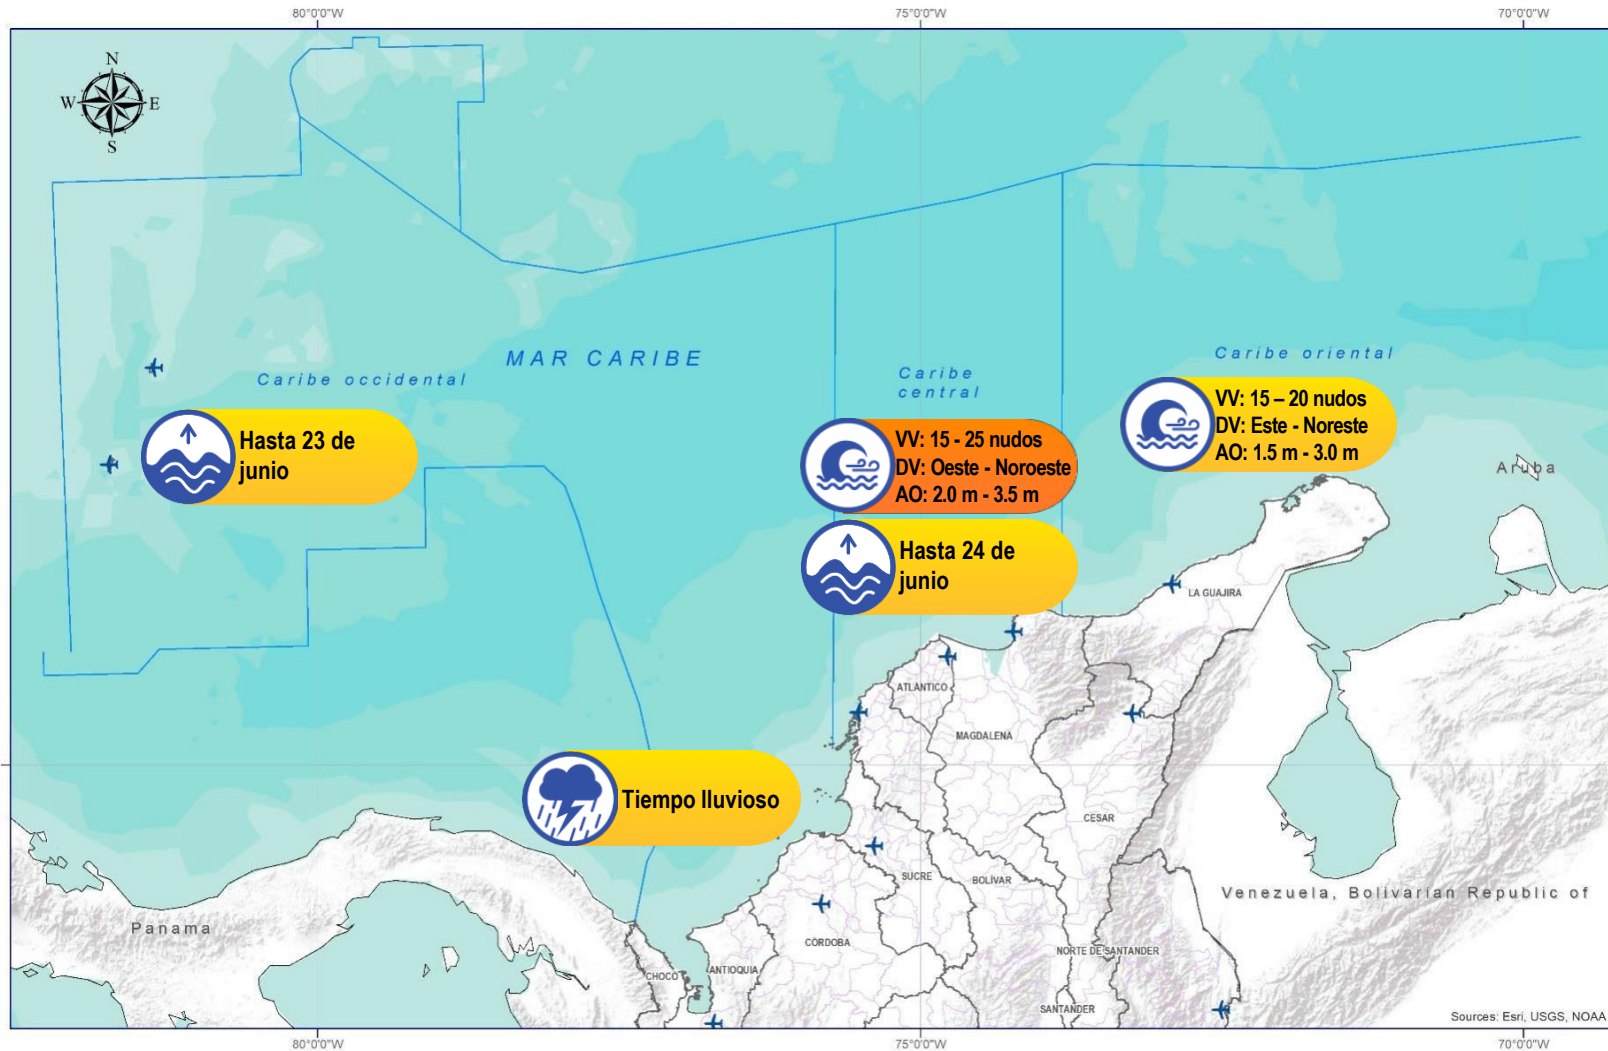 80°0'0"W
75°0'0"W
70°0'0"W
N
W
E
S
MAR CARIBE
Caribe occidental
Caribe
central
Caribe oriental
VV: 15 – 20 nudos
DV: Este - Noreste
AO: 1.5 m - 3.0 m
Hasta 23 de
junio
VV: 15 - 25 nudos
DV: Oeste - Noroeste
AO: 2.0 m - 3.5 m
Aruba
Hasta 24 de
junio
LA GUAJIRA
ATLÁNTICO
MAGDALENA
Tiempo lluvioso
CESAR
SUCRE
BOLÍVAR
Venezuela, Bolivarian Republic of
Panama
CÓRDOBA
NORTE DE SANTANDER
CHOCÓ
ANTIOQUIA
SANTANDER
Sources: Esri, USGS, NOAA
80°0'0"W
75°0'0"W
70°0'0"W